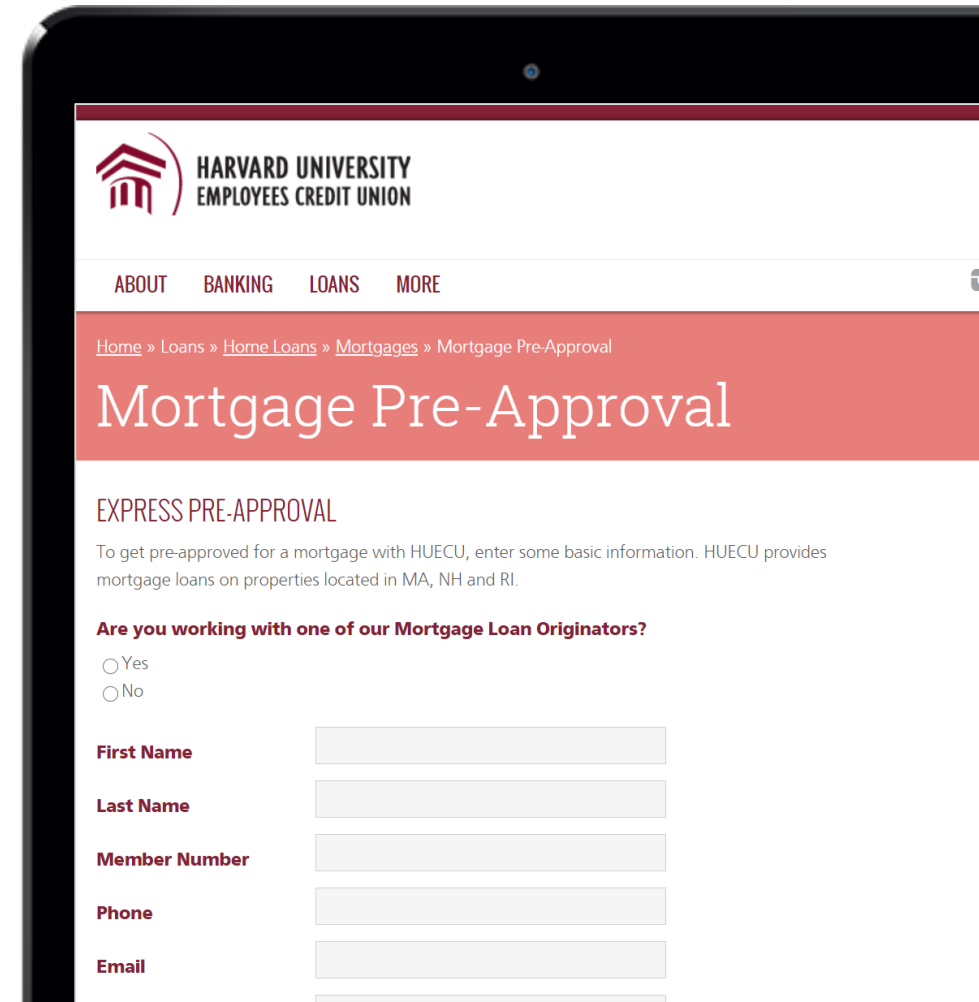 HARVARD UNIVERSITY
EMPLOYEES CREDIT UNION
ABOUT BANKING LOANS MORE
Home » Loans » Home Loans » Mortgages » Mortgage Pre-Approval
Mortgage Pre-Approval
EXPRESS PRE-APPROVAL
To get pre-approved for a mortgage with HUECU, enter some basic information. HUECU provides
mortgage loans on properties located in MA, NH and RI.
Are you working with one of our Mortgage Loan Originators?
Yes
No
First Name
Last Name
Member Number
Phone
Email